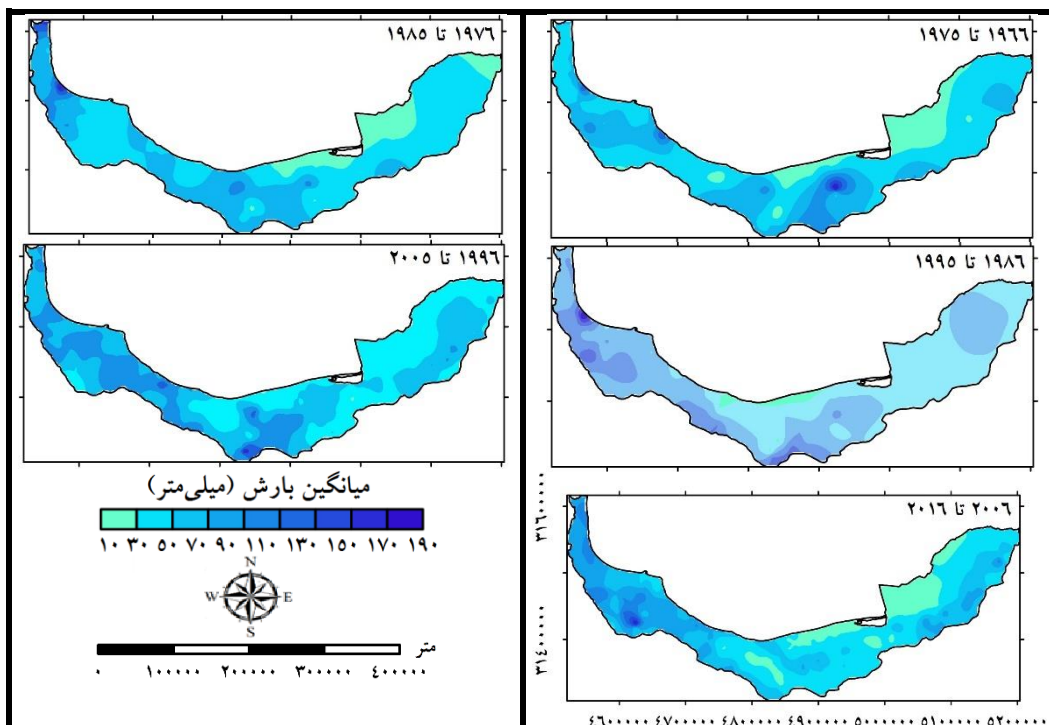 ۱۹۶۶ تا ۱۹۷۵
۱۹۷۶ تا ۱۹۸۵
۱۹۸۶ تا ۱۹۹۵
۱۹۹۶ تا ۲۰۰۵
۲۰۰۶ تا ۲۰۱۶
میانگین بارش (میلی‌متر)
۱۰ ۳۰ ۵۰ ۷۰ ۹۰ ۱۱۰ ۱۳۰ ۱۵۰ ۱۷۰ ۱۹۰
N
W E
S
متر
۰ ۱۰۰۰۰۰ ۲۰۰۰۰۰ ۳۰۰۰۰۰ ۴۰۰۰۰۰
۳۱۶۰۰۰۰۰
۳۱۴۰۰۰۰۰
۴۶۰۰۰۰۰ ۴۷۰۰۰۰۰ ۴۸۰۰۰۰۰ ۴۹۰۰۰۰۰ ۵۰۰۰۰۰۰ ۵۱۰۰۰۰۰ ۵۲۰۰۰۰۰